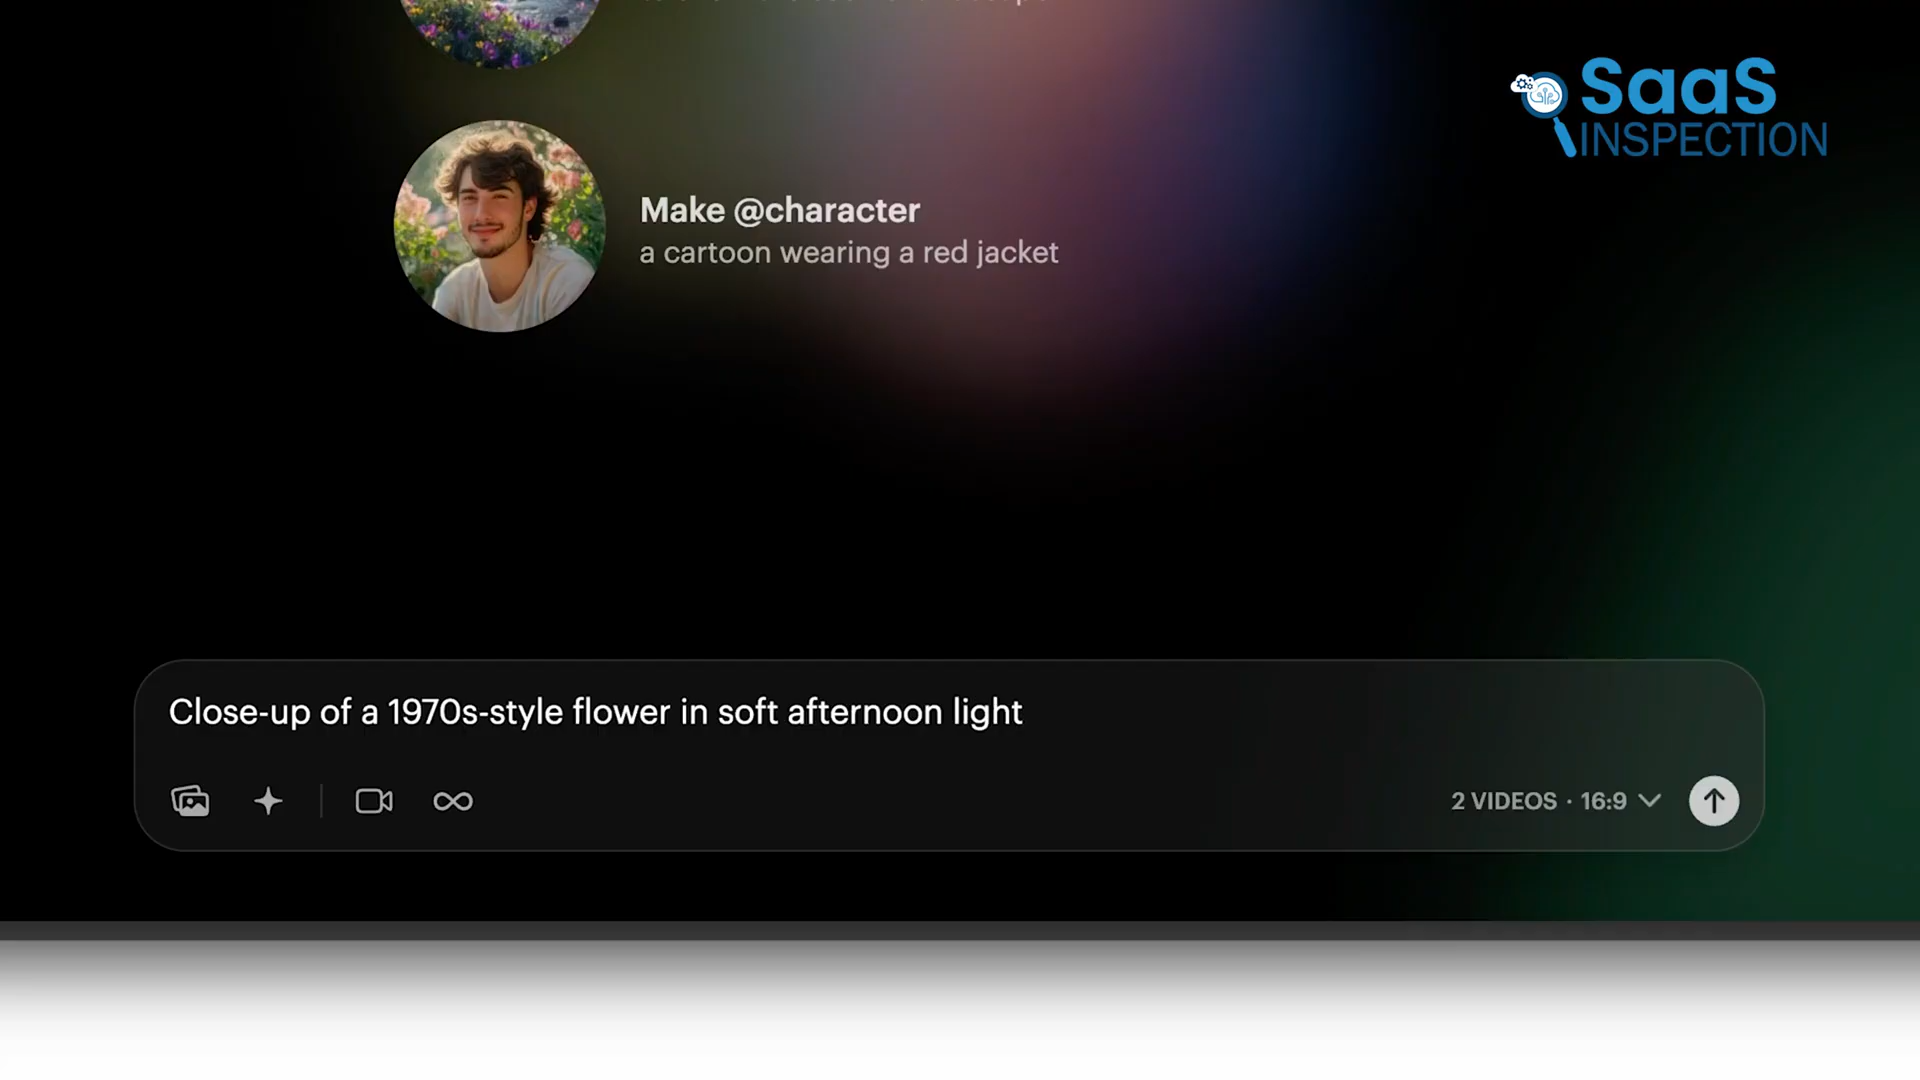 SaaS
INSPECTION
Make @character
a cartoon wearing a red jacket
Close-up of a 1970s-style flower in soft afternoon light
2 VIDEOS · 16:9